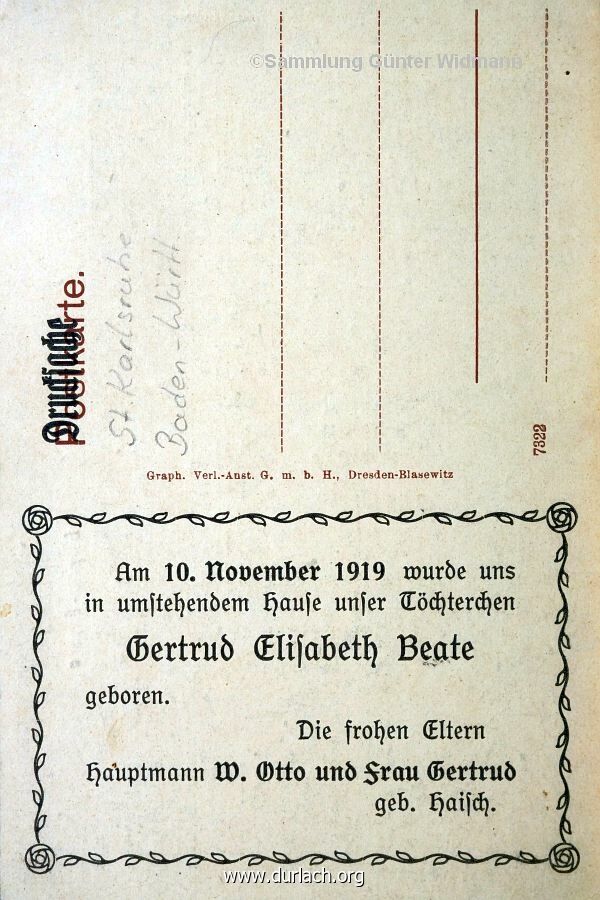 ©Sammlung Günter Widmann
Postkarte.
Drucksache
St. Karlsruhe
Baden-Württ.
7322
Graph. Verl.-Anst. G. m. b. H., Dresden-Blasewitz
Am 10. November 1919 wurde uns
in umſtehendem Hauſe unſer Töchterchen
Gertrud Eliſabeth Beate
geboren.
Die frohen Eltern
Hauptmann W. Otto und Frau Gertrud
geb. Haiſch.
www.durlach.org